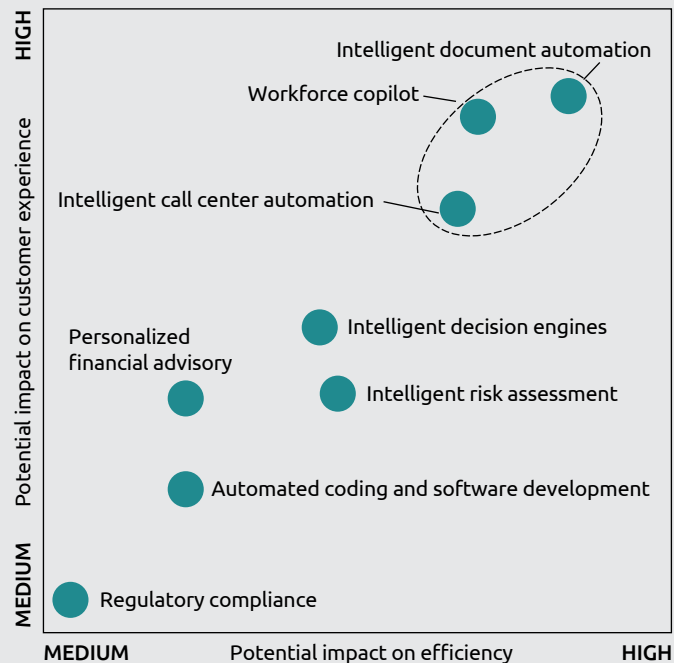 HIGH
Potential impact on customer experience
MEDIUM
Intelligent document automation
Workforce copilot
Intelligent call center automation
Intelligent decision engines
Personalized
financial advisory
Intelligent risk assessment
Automated coding and software development
Regulatory compliance
MEDIUM
Potential impact on efficiency
HIGH